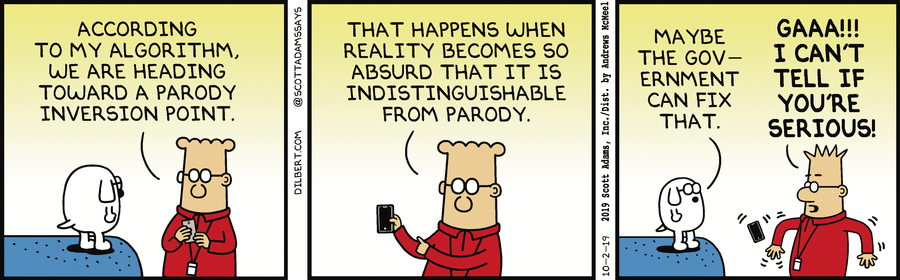 ACCORDING
TO MY ALGORITHM,
WE ARE HEADING
TOWARD A PARODY
INVERSION POINT.
DILBERT.COM @SCOTTADAMSSAYS
THAT HAPPENS WHEN
REALITY BECOMES SO
ABSURD THAT IT IS
INDISTINGUISHABLE
FROM PARODY.
10-2-19 2019 Scott Adams, Inc./Dist. by Andrews McMeel
MAYBE
THE GOV—
ERNMENT
CAN FIX
THAT.
GAAA!!!
I CAN'T
TELL IF
YOU'RE
SERIOUS!